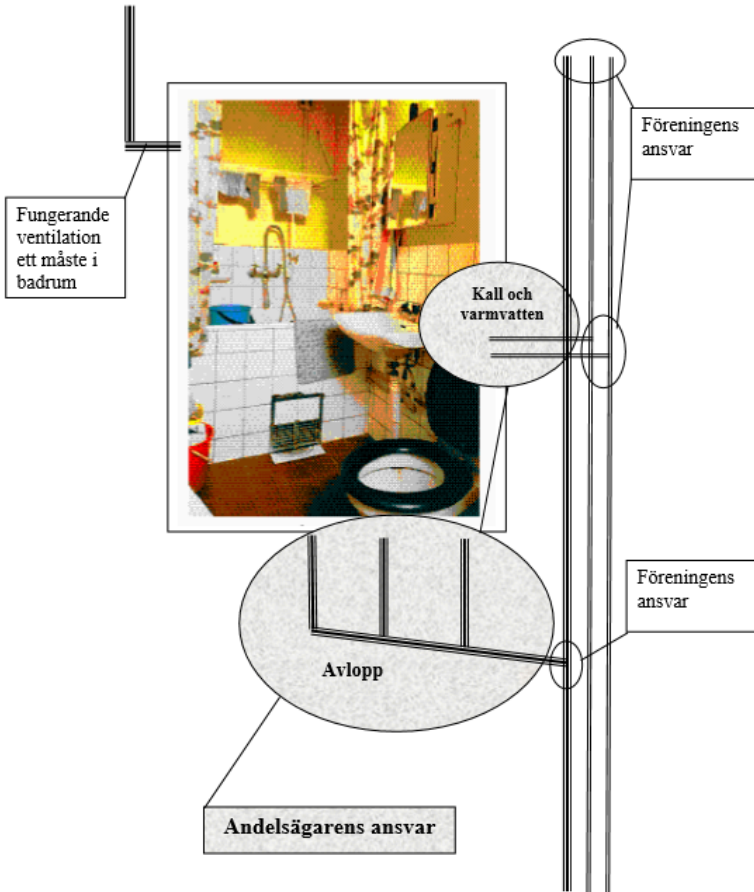 Föreningens
ansvar
Fungerande
ventilation
ett måste i
badrum
Kall och
varmvatten
Föreningens
ansvar
Avlopp
Andelsägarens ansvar